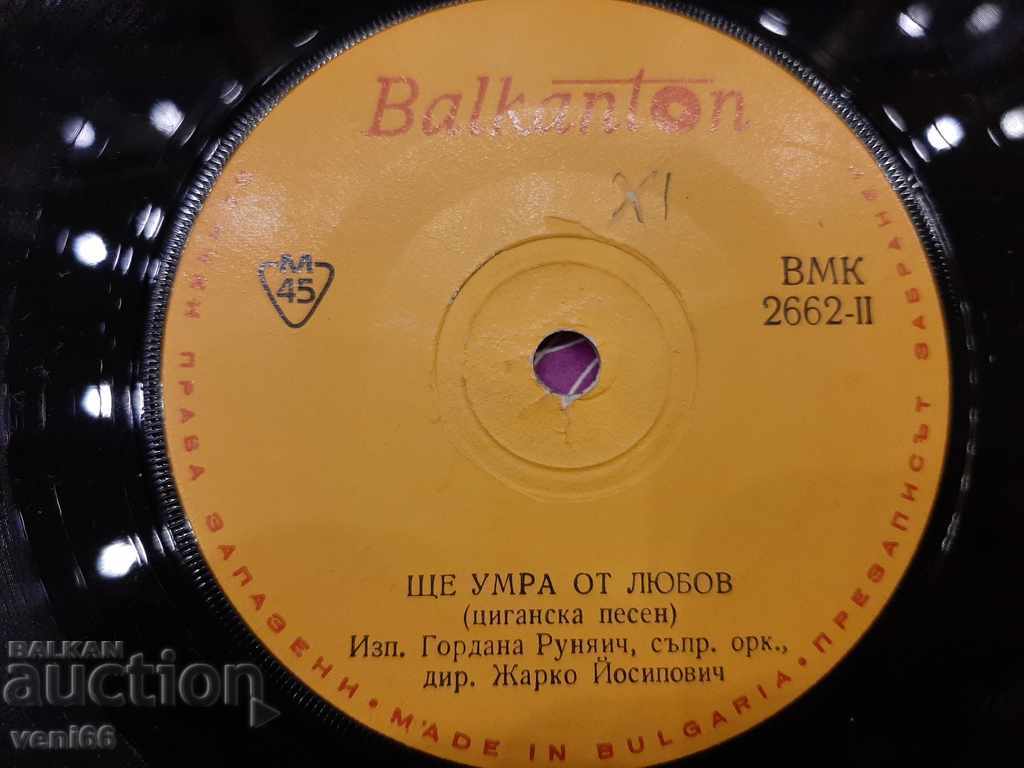 Balkanton
XI
М
45
ВМК
2662-II
ЩЕ УМРА ОТ ЛЮБОВ
(циганска песен)
Изп. Гордана Руняич, съпр. орк.,
дир. Жарко Йосипович
ПРАВА ЗАПАЗЕНИ • MADE IN BULGARIA • ПРЕЗАПИСЪТ ЗАБРАНЕН
BALKAN
auction
veni66